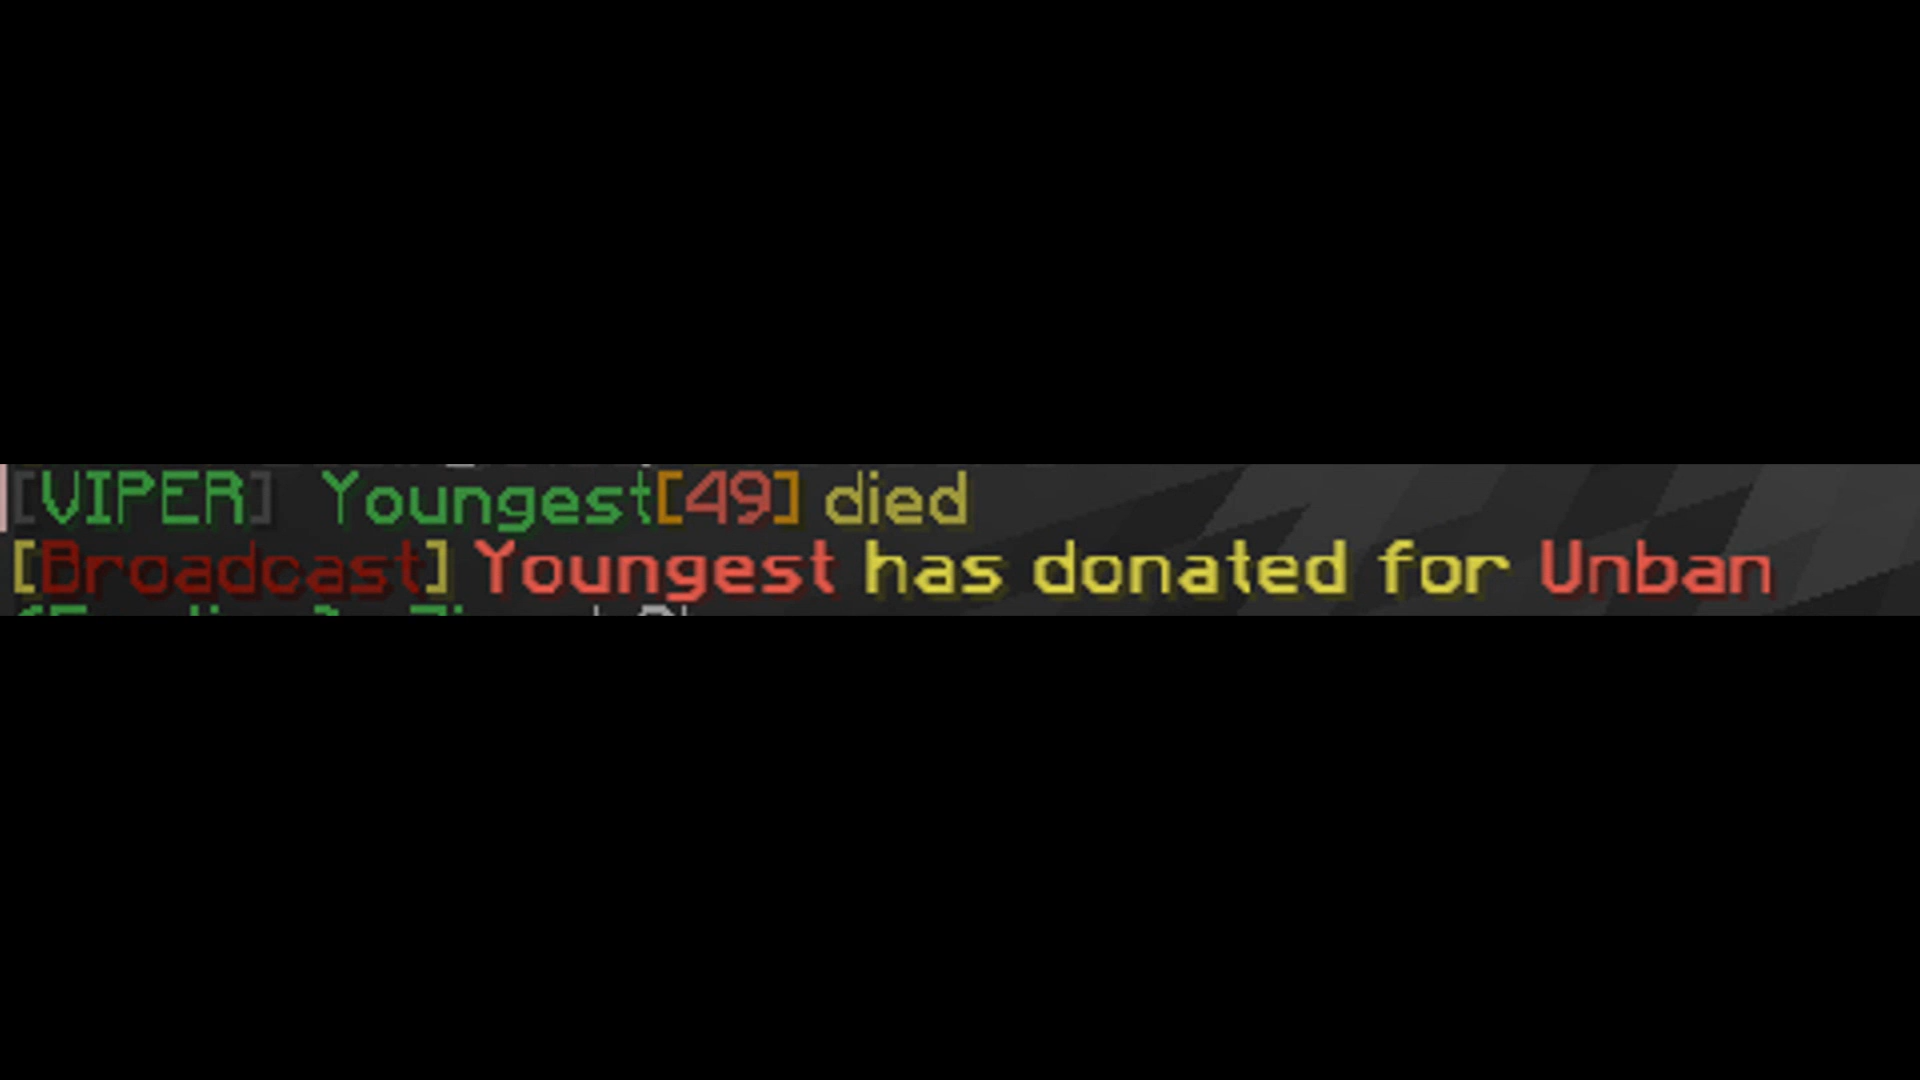 [VIPER] Youngest[49] died
[Broadcast] Youngest has donated for Unban